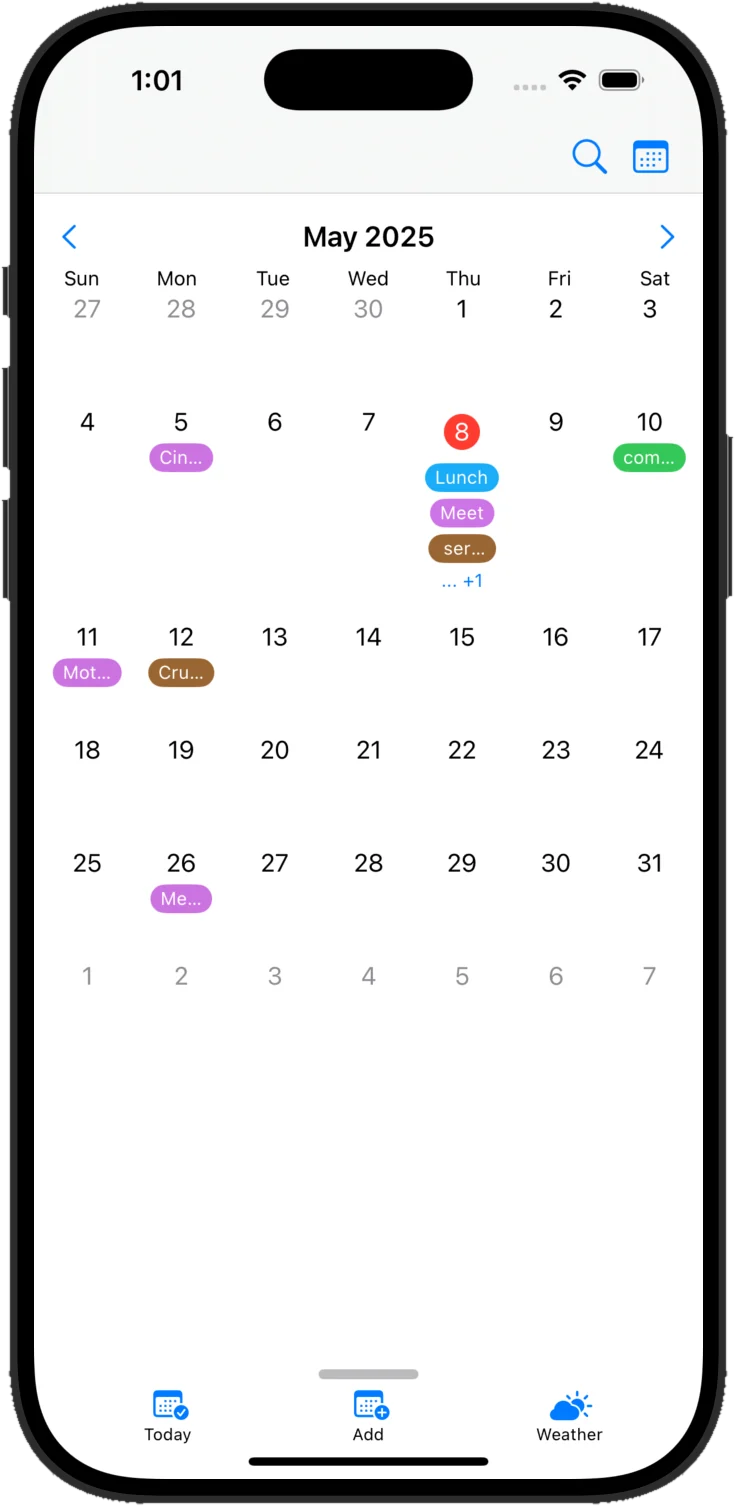 1:01
May 2025
Sun Mon Tue Wed Thu Fri Sat
27 28 29 30 1 2 3
4 5 6 7 8 9 10
Cin... Lunch com...
Meet
ser...
... +1
11 12 13 14 15 16 17
Mot... Cru...
18 19 20 21 22 23 24
25 26 27 28 29 30 31
Me...
1 2 3 4 5 6 7
Today Add Weather